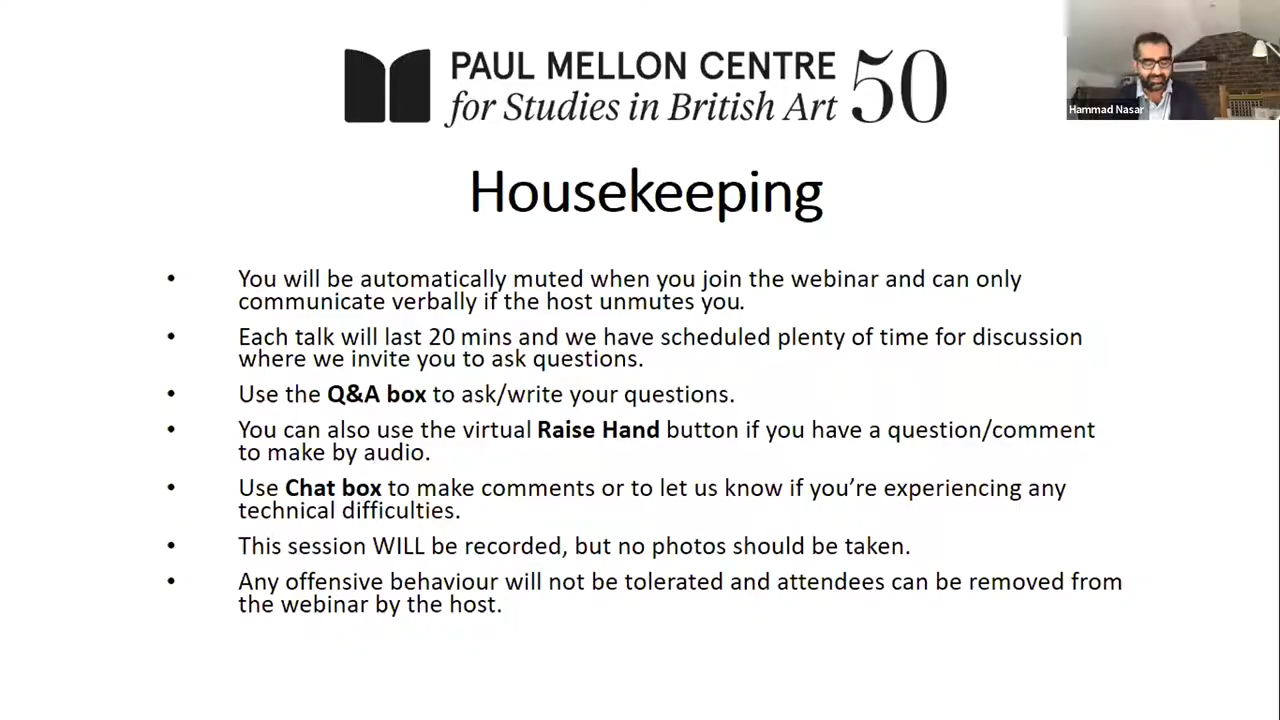 PAUL MELLON CENTRE
for Studies in British Art
50
Hammad Nasar
Housekeeping
• You will be automatically muted when you join the webinar and can only
communicate verbally if the host unmutes you.
• Each talk will last 20 mins and we have scheduled plenty of time for discussion
where we invite you to ask questions.
• Use the Q&A box to ask/write your questions.
• You can also use the virtual Raise Hand button if you have a question/comment
to make by audio.
• Use Chat box to make comments or to let us know if you’re experiencing any
technical difficulties.
• This session WILL be recorded, but no photos should be taken.
• Any offensive behaviour will not be tolerated and attendees can be removed from
the webinar by the host.